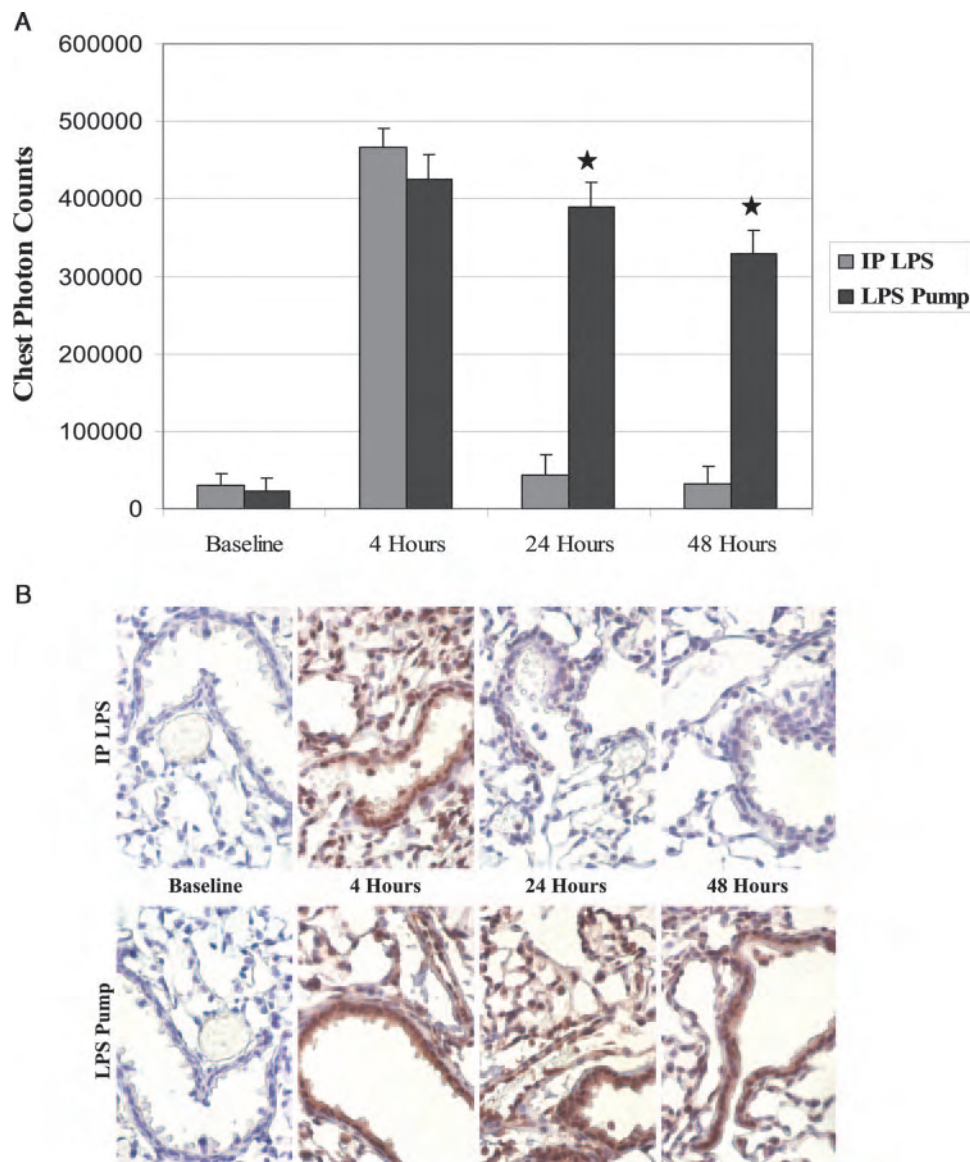 A
600000
500000
400000
300000
200000
100000
0
Chest Photon Counts
★
★
Baseline
4 Hours
24 Hours
48 Hours
IP LPS
LPS Pump
B
IP LPS
Baseline
4 Hours
24 Hours
48 Hours
LPS Pump